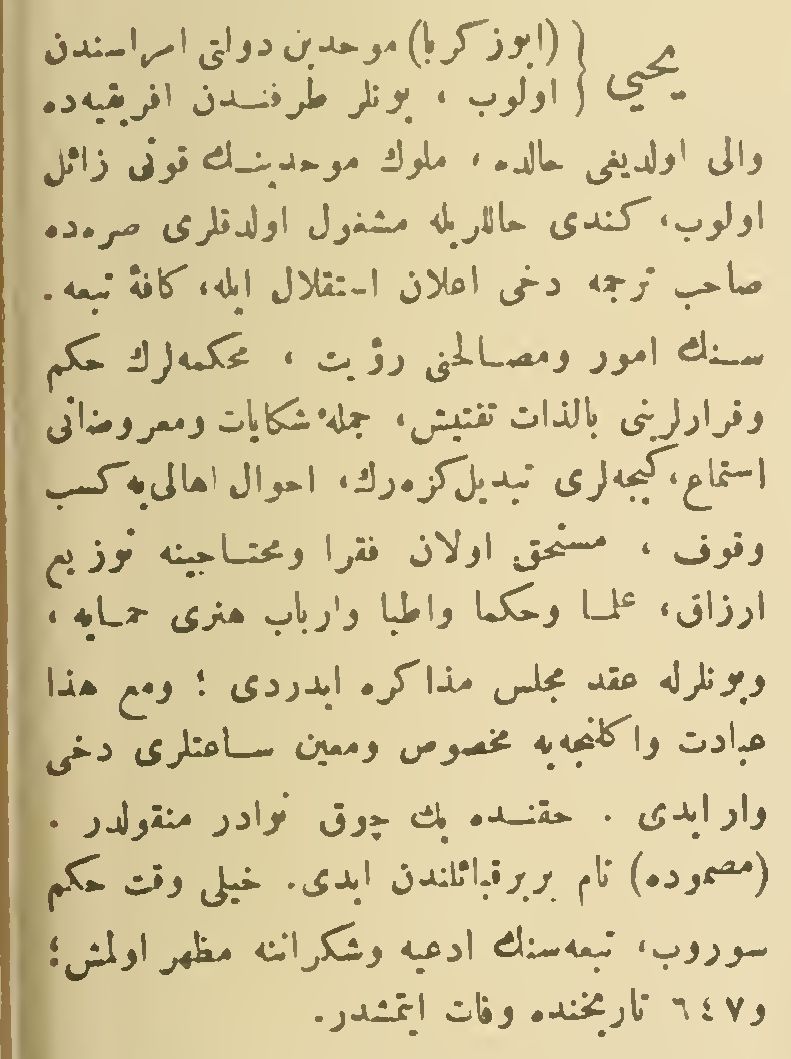 يحيى { (ابوزكريا) موحدين دولتى امراسندن
اولوب ، بونلر طرفندن افريقيه‌ده
والى اولديغى حالده ، ملوك موحدينك قوتى زائل
اولوب، كندى حاللريله مشغول اولدقلرى صره‌ده
صاحب ترجمه دخى اعلان استقلال ايله، كافهٔ تبعه .
سنك امور ومصالحنى رؤيت ، محكمه‌لرك حكم
وقرارلرينى بالذات تفتيش، جملهٔ شكايات ومعروضاتى
استماع، كيجه‌لرى تبديل كزه‌رك، احوال اهالى‌يه كسب
وقوف ، مستحق اولان فقرا ومحتاجينه توزيع
ارزاق، علما وحكما واطبا وارباب هنرى حمايه ،
وبونلرله عقد مجلس مذاكره ايدردى ؛ ومع هذا
عبادت واكلنجه‌يه مخصوص ومعين ساعتلرى دخى
وار ايدى . حقنده پك چوق نوادر منقولدر .
(مصموده) نام بربر قبائلندن ايدى. خيلى وقت حكم
سوروب، تبعه‌سنك ادعيه وشكراننه مظهر اولمش؛
و٦٤٧ تاريخنده وفات ايتمشدر.